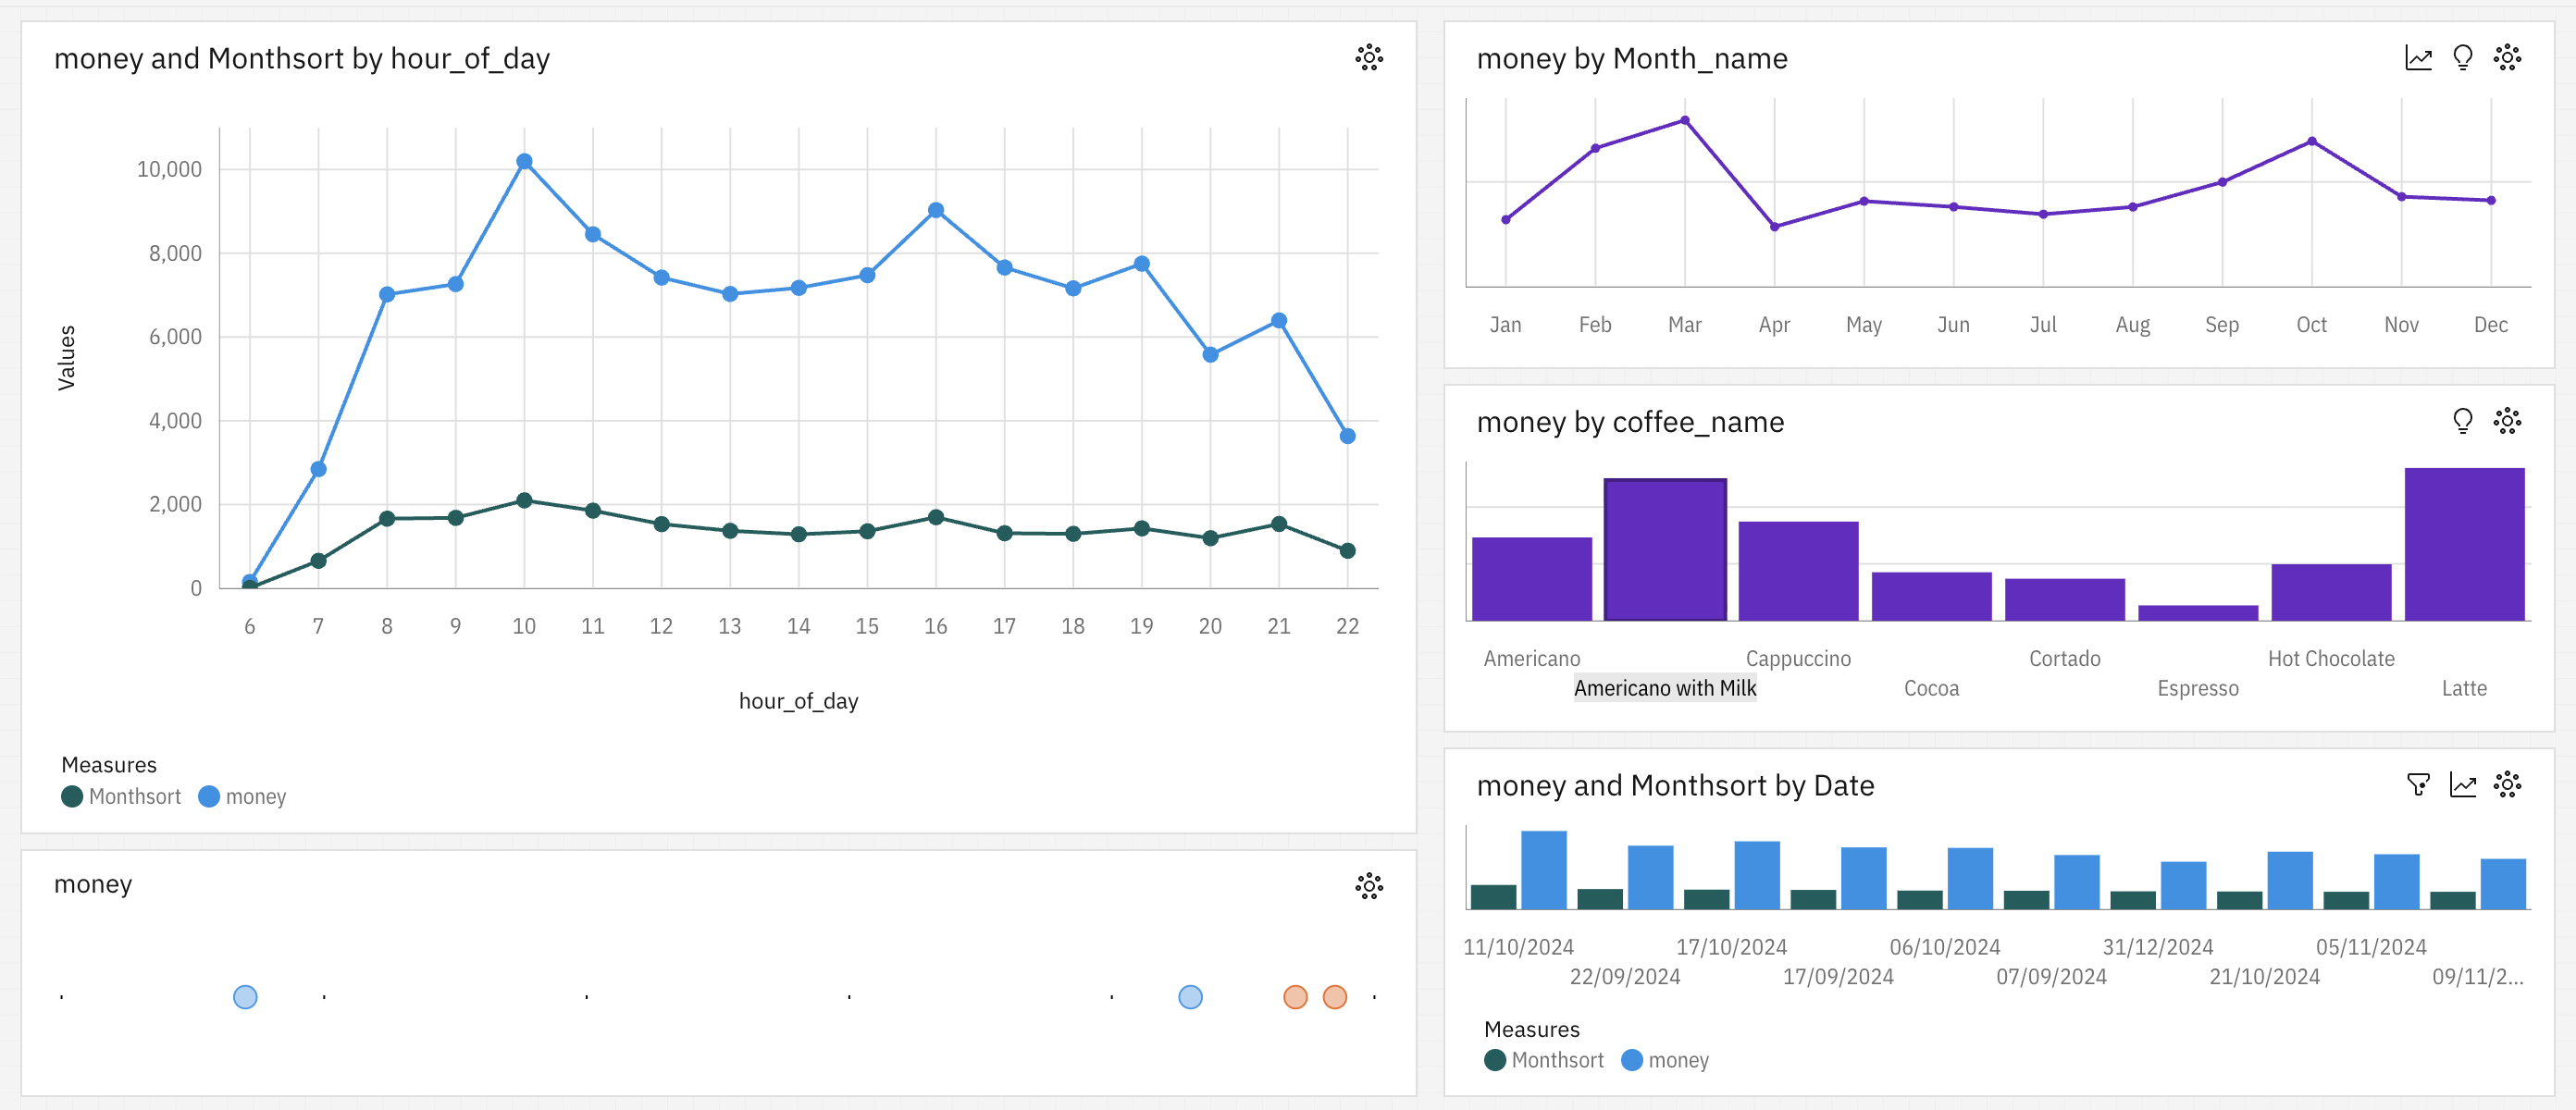 money and Monthsort by hour_of_day
10,000
8,000
6,000
4,000
2,000
0
Values
6 7 8 9 10 11 12 13 14 15 16 17 18 19 20 21 22
hour_of_day
Measures
Monthsort money
money
money by Month_name
Jan Feb Mar Apr May Jun Jul Aug Sep Oct Nov Dec
money by coffee_name
Americano Cappuccino Cortado Hot Chocolate
Americano with Milk Cocoa Espresso Latte
money and Monthsort by Date
11/10/2024 17/10/2024 06/10/2024 31/12/2024 05/11/2024
22/09/2024 17/09/2024 07/09/2024 21/10/2024 09/11/2...
Measures
Monthsort money